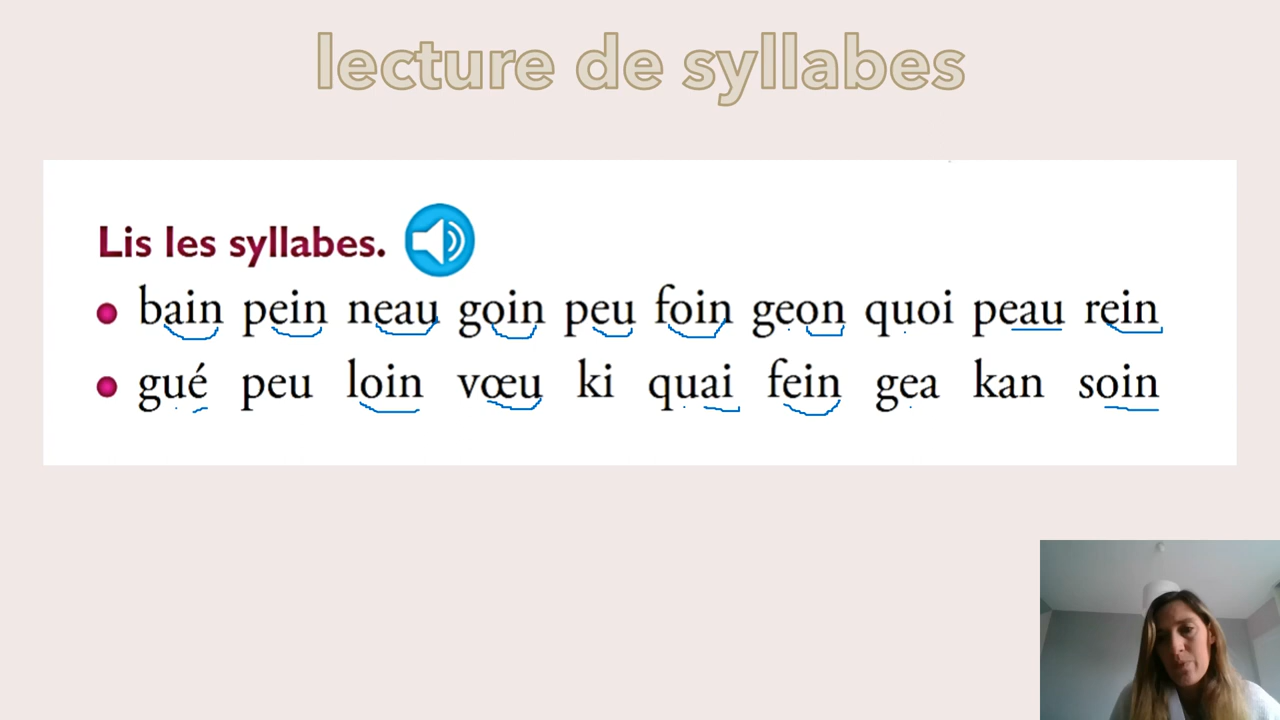 lecture de syllabes
Lis les syllabes.
bain pein neau goin peu foin geon quoi peau rein
gué peu loin vœu ki quai fein gea kan soin